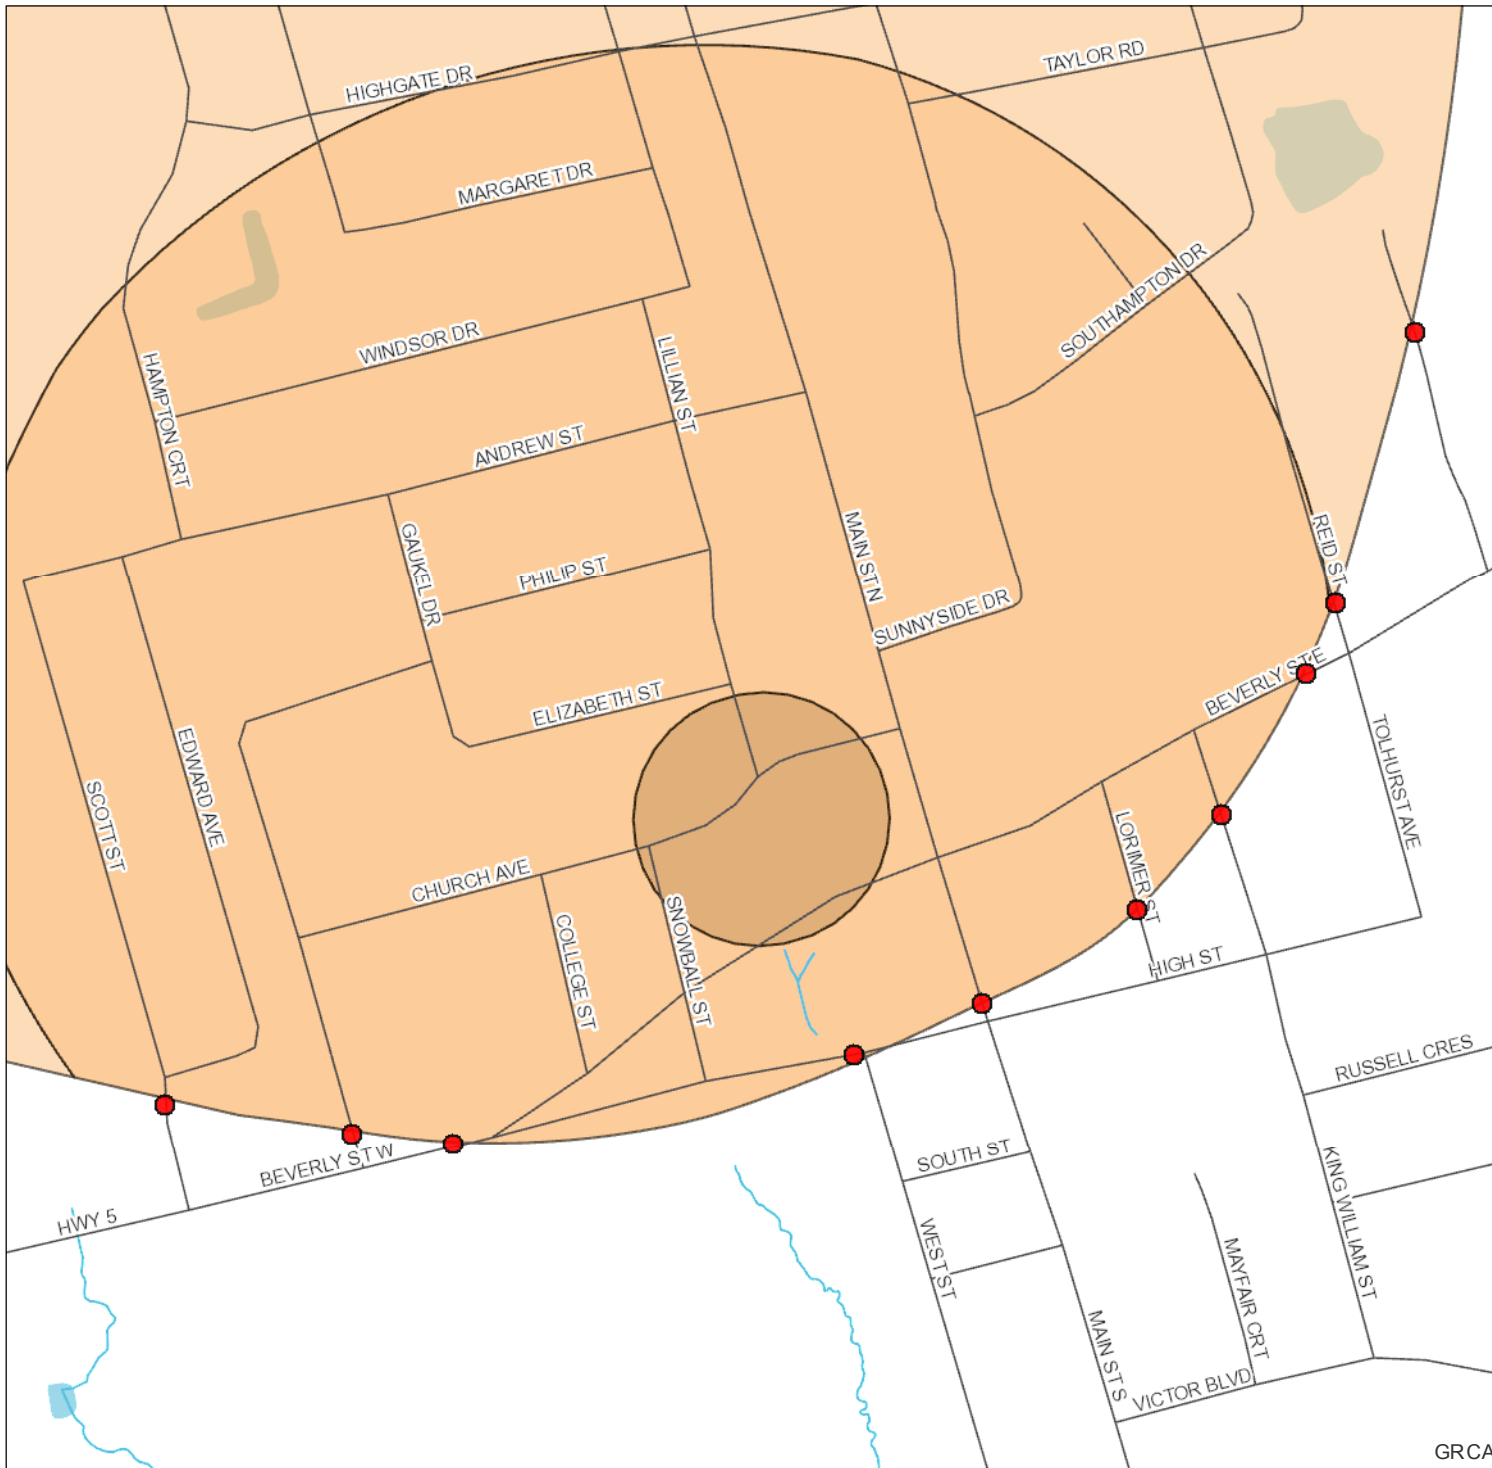 TAYLOR RD
HIGHGATE DR
MARGARET DR
SOUTHAMPTON DR
WINDSOR DR
LILLIAN ST
HAMPTON CRT
ANDREW ST
MAIN ST N
REID ST
GAUKEL DR
PHILIP ST
SUNNYSIDE DR
BEVERLY ST E
ELIZABETH ST
TOLHURST AVE
EDWARD AVE
SCOTT ST
LORIMER ST
CHURCH AVE
SNOWBALL ST
COLLEGE ST
HIGH ST
RUSSELL CRES
SOUTH ST
BEVERLY ST W
KING WILLIAM ST
HWY 5
WEST ST
MAYFAIR CRT
MAIN ST S
VICTOR BLVD
GRCA